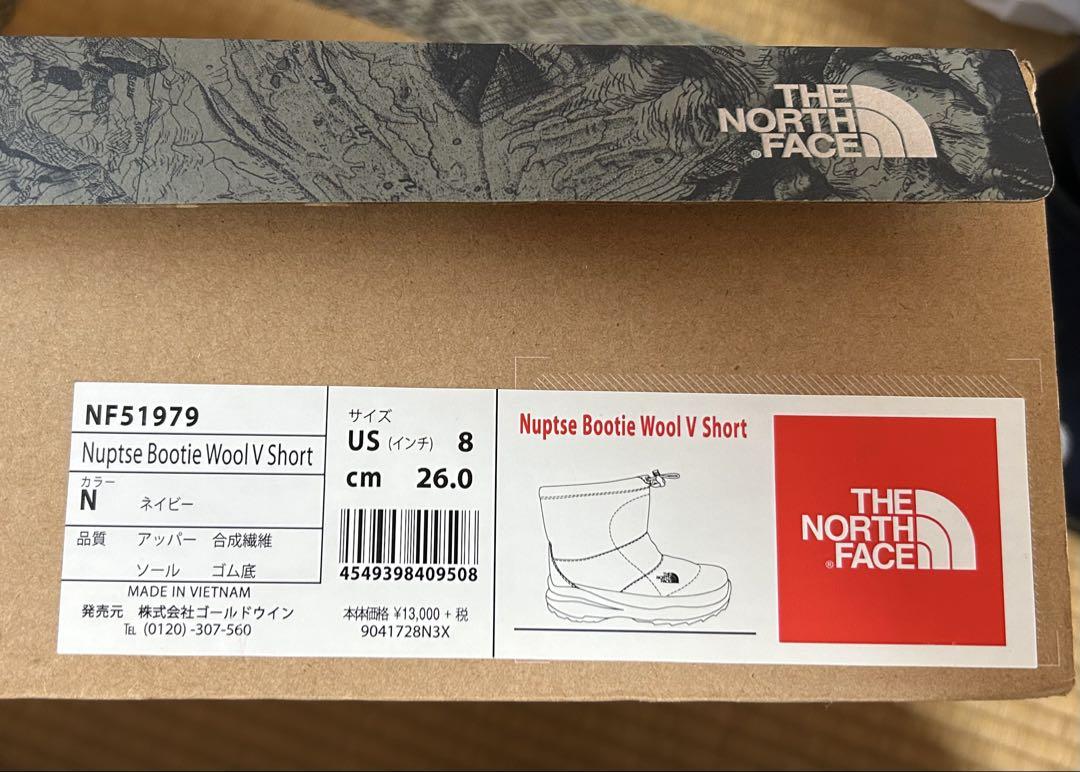 THE
NORTH
FACE
®
NF51979
Nuptse Bootie Wool V Short
カラー
N ネイビー
品質 アッパー 合成繊維
ソール ゴム底
MADE IN VIETNAM
発売元 株式会社ゴールドウイン
℡ (0120) -307-560
サイズ
US (インチ) 8
cm 26.0
4549398409508
本体価格 ¥13,000 + 税
9041728N3X
Nuptse Bootie Wool V Short
THE
NORTH
FACE
®